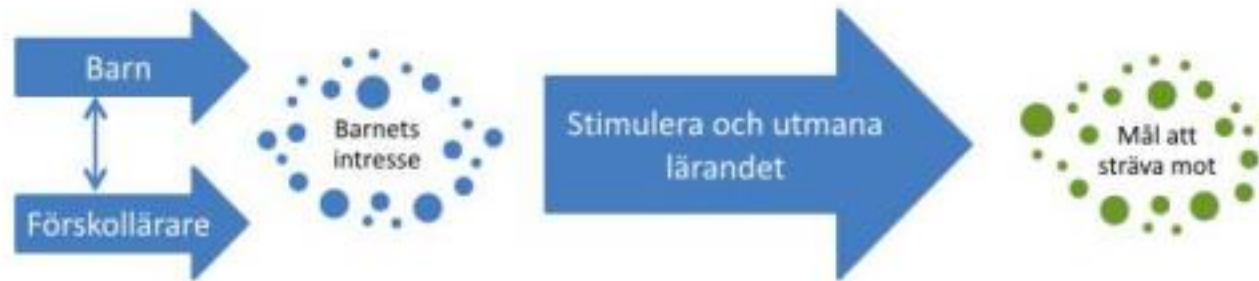 Barn
Förskollärare
Barnets
intresse
Stimulera och utmana
lärandet
Mål att
sträva mot